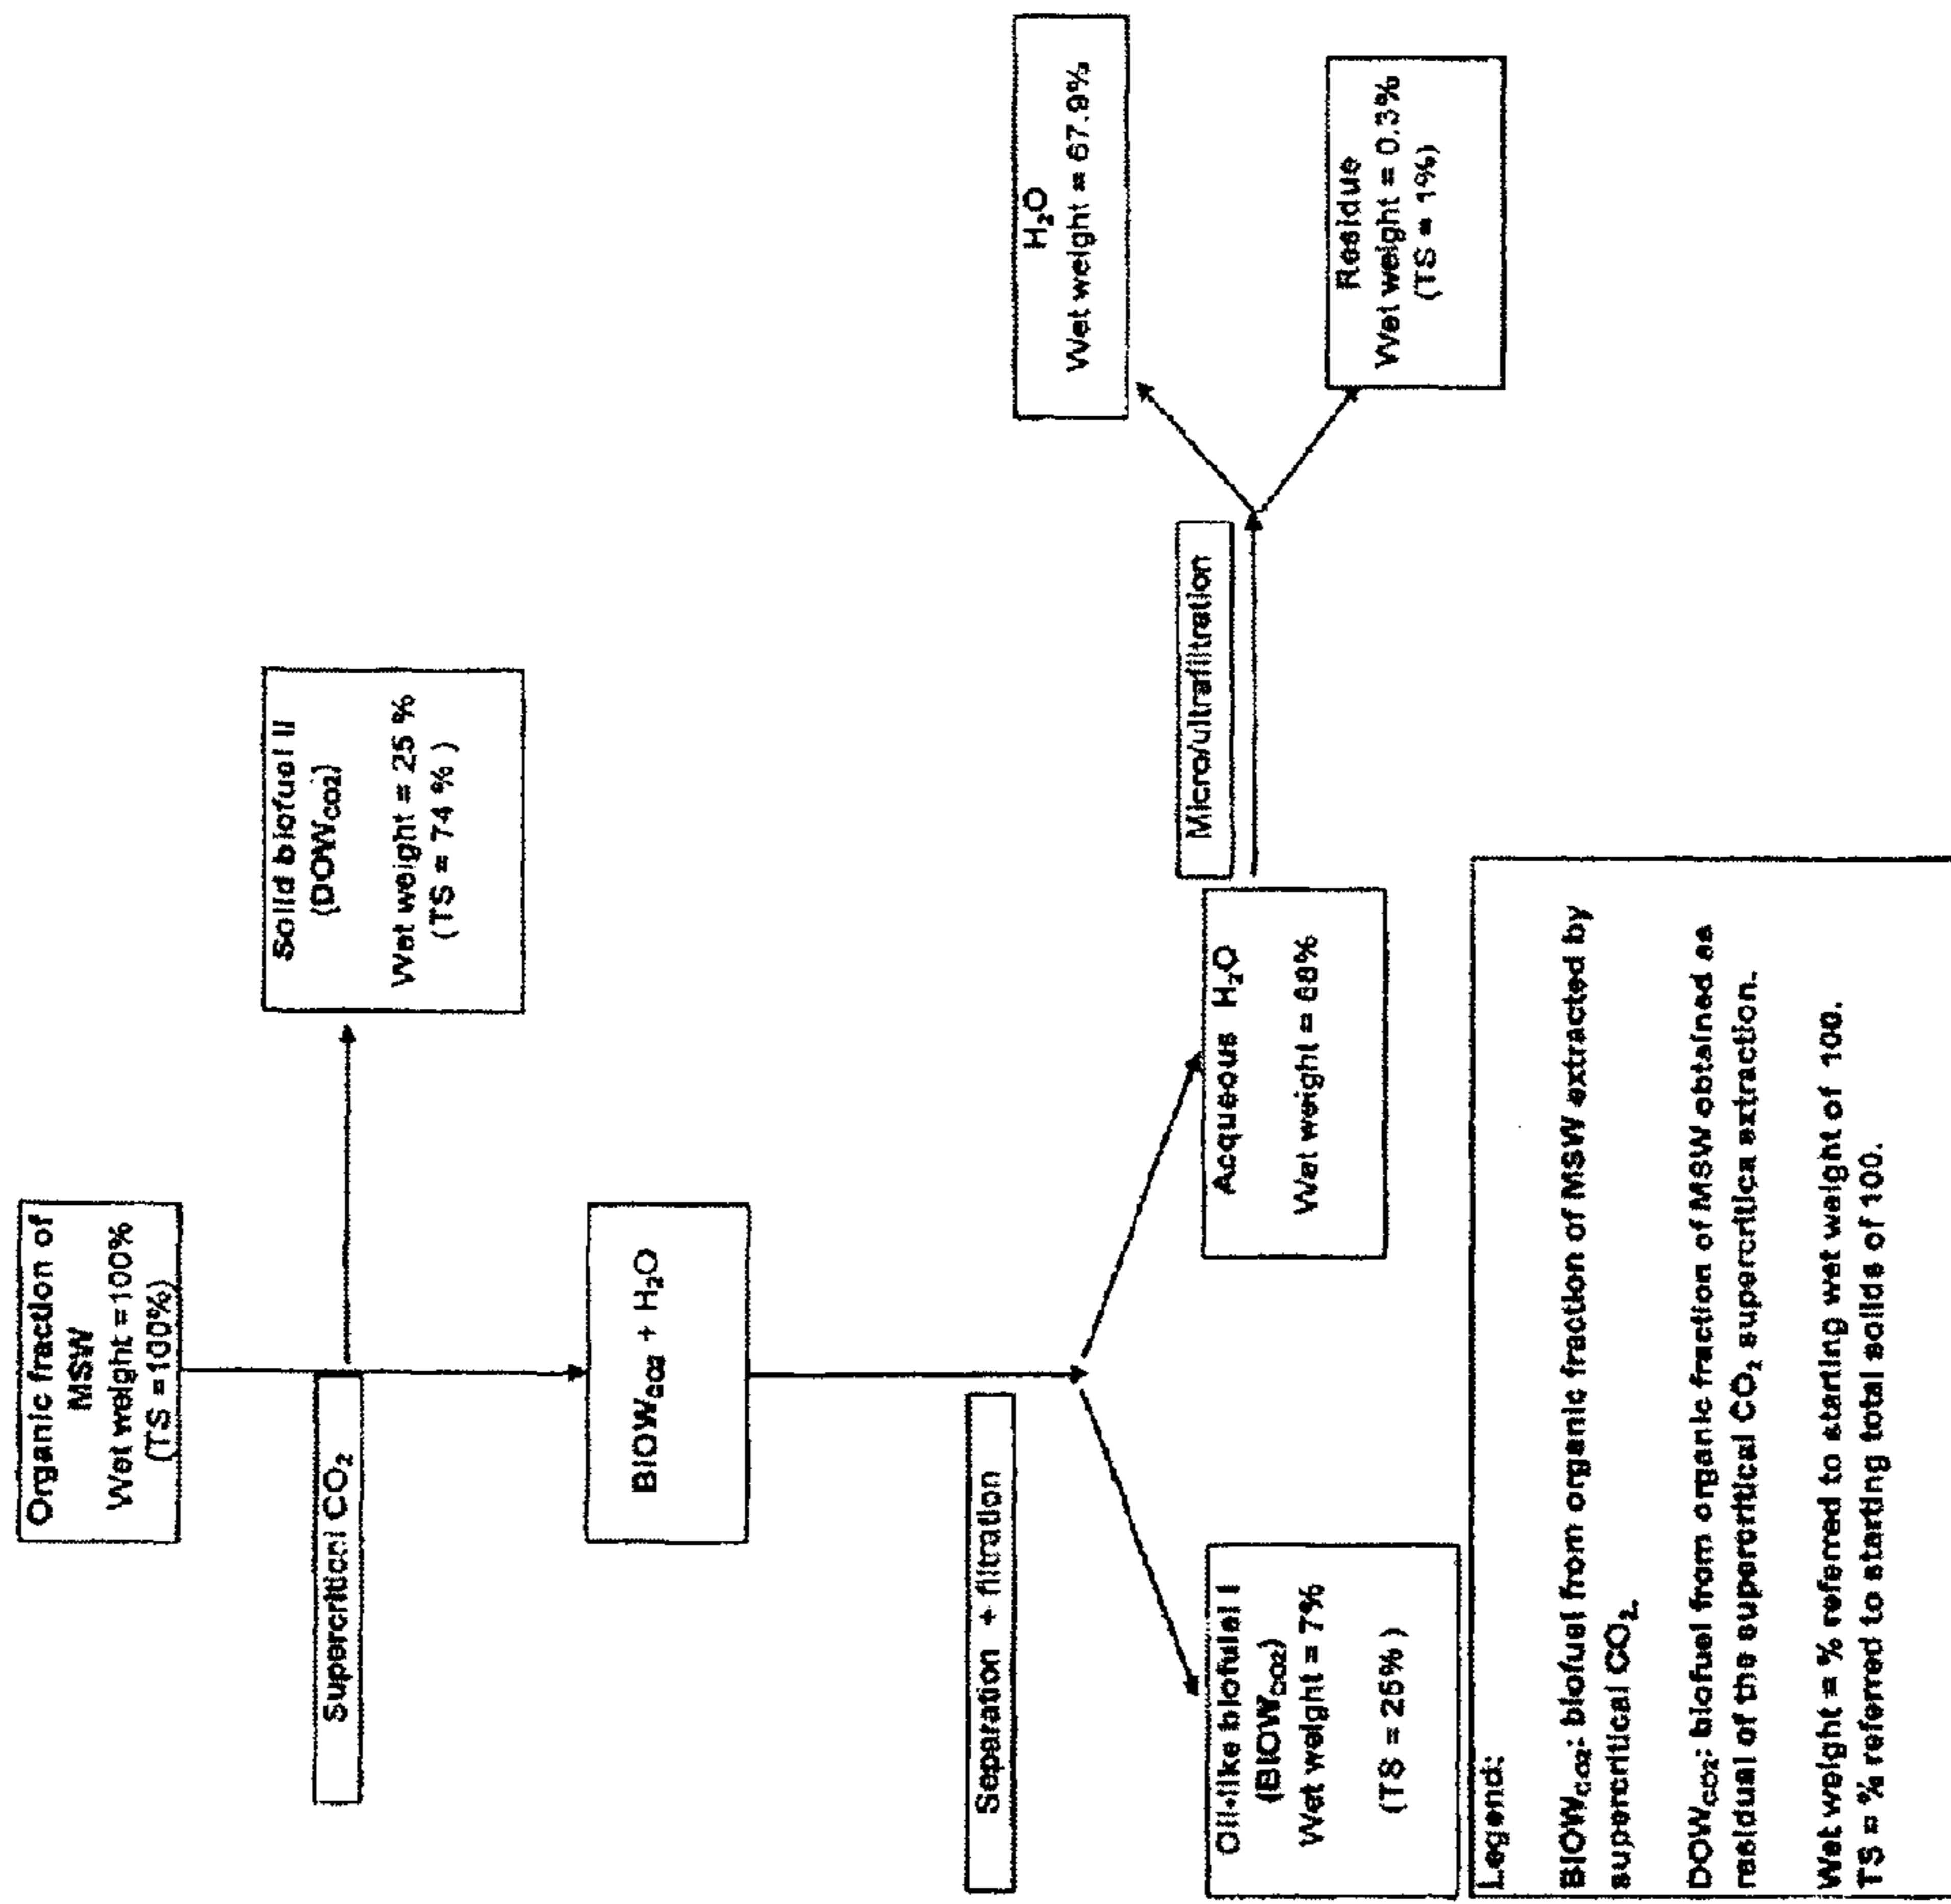 Organic fraction of
MSW
Wet weight =100%
(TS =100%)
Supercritical CO₂
Solid biofuel II
(DOW_CO2)
Wet weight = 25 %
(TS = 74 %)
BIOW_CO2 + H₂O
Separation + filtration
Oil-like biofulel I
(BIOW_CO2)
Wet weight = 7%
(TS = 25%)
Acqueous H₂O
Wet weight = 68%
Micro/ultrafiltration
H₂O
Wet weight = 67.9%
Residue
Wet weight = 0.3%
(TS = 1%)
Legend:
BIOW_CO2: biofuel from organic fraction of MSW extracted by
supercritical CO₂.
DOW_CO2: biofuel from organic fraction of MSW obtained as
residual of the supercritical CO₂ supercritica extraction.
Wet weight = % referred to starting wet weight of 100.
TS = % referred to starting total solids of 100.